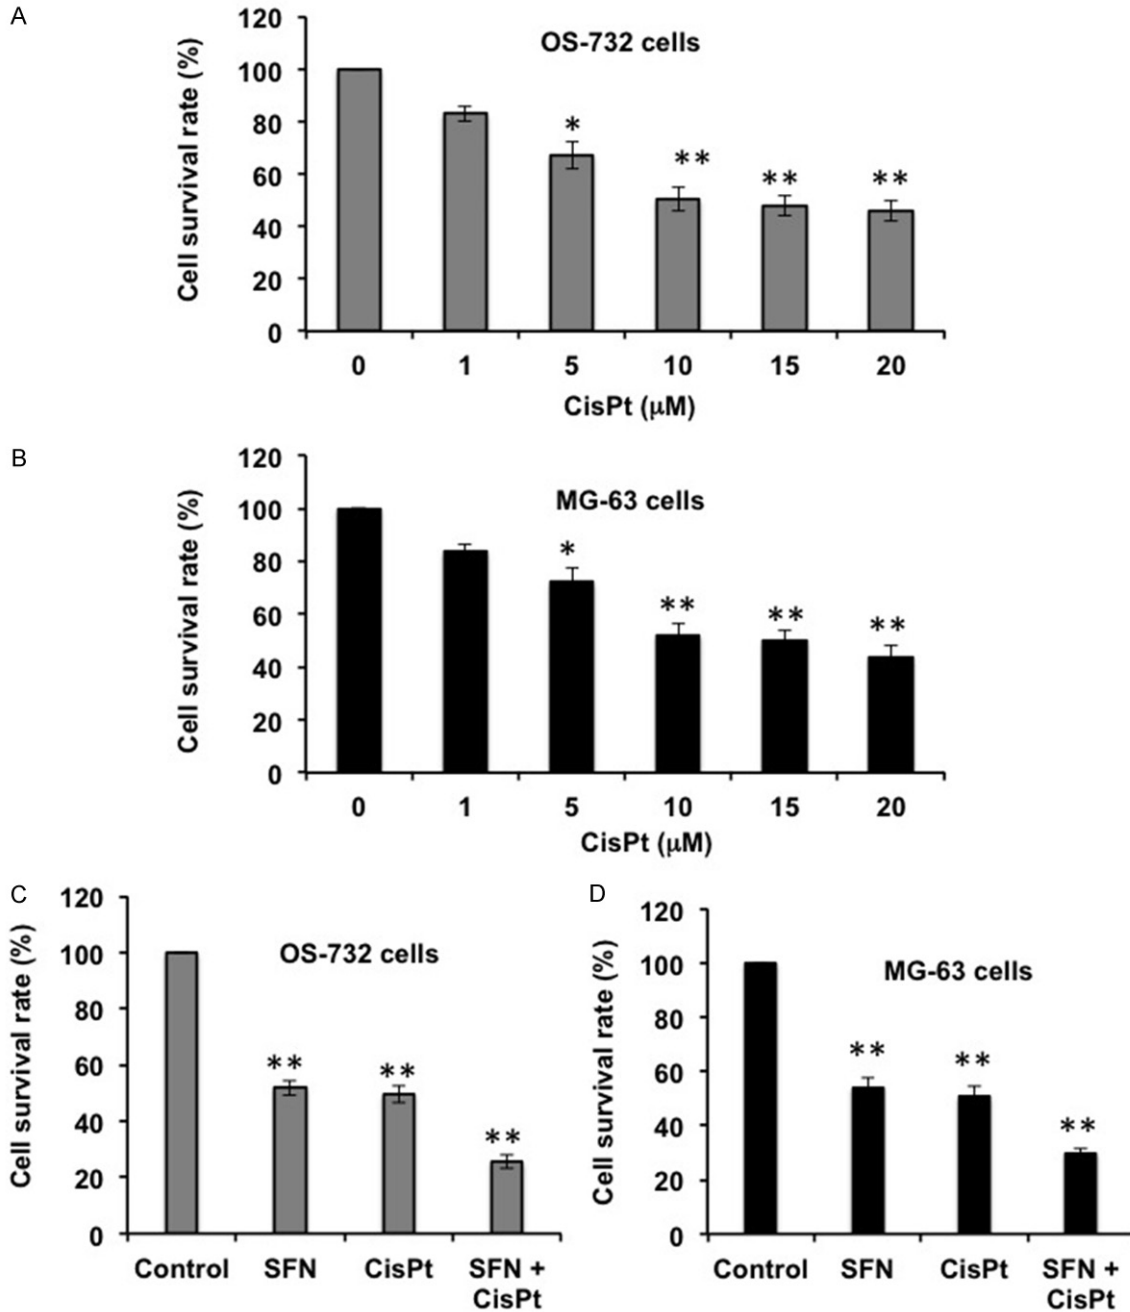 A
Cell survival rate (%)
120
100
80
60
40
20
0
OS-732 cells
*
**
**
**
0 1 5 10 15 20
CisPt (μM)
B
Cell survival rate (%)
120
100
80
60
40
20
0
MG-63 cells
*
**
**
**
0 1 5 10 15 20
CisPt (μM)
C
Cell survival rate (%)
120
100
80
60
40
20
0
OS-732 cells
**
**
**
Control SFN CisPt SFN +
CisPt
D
Cell survival rate (%)
120
100
80
60
40
20
0
MG-63 cells
**
**
**
Control SFN CisPt SFN +
CisPt